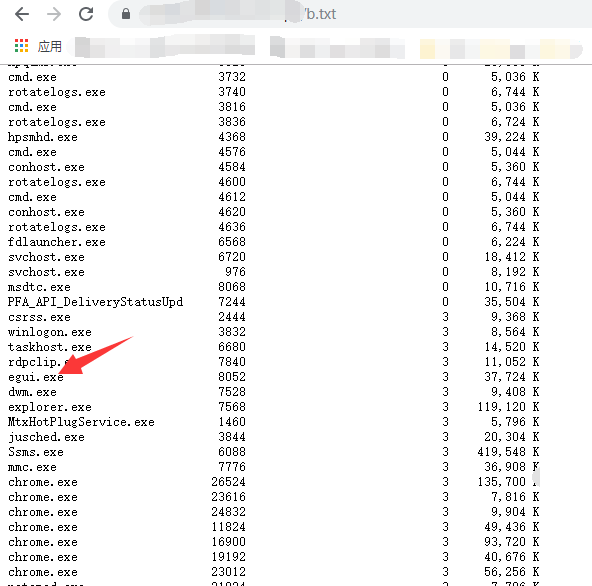 /b.txt
应用
cmd.exe 3732 0 5,036 K
rotatelogs.exe 3740 0 6,744 K
cmd.exe 3816 0 5,036 K
rotatelogs.exe 3836 0 6,724 K
hpsmhd.exe 4368 0 39,224 K
cmd.exe 4576 0 5,044 K
conhost.exe 4584 0 5,360 K
rotatelogs.exe 4600 0 6,744 K
cmd.exe 4612 0 5,044 K
conhost.exe 4620 0 5,360 K
rotatelogs.exe 4636 0 6,744 K
fdlauncher.exe 6568 0 6,224 K
svchost.exe 6720 0 18,412 K
svchost.exe 976 0 8,192 K
msdtc.exe 8068 0 10,716 K
PFA_API_DeliveryStatusUpd 7244 0 35,504 K
csrss.exe 2444 3 9,368 K
winlogon.exe 3832 3 8,564 K
taskhost.exe 6680 3 14,520 K
rdpclip.exe 7840 3 11,052 K
egui.exe 8052 3 37,724 K
dwm.exe 7528 3 9,408 K
explorer.exe 7568 3 119,120 K
MtxHotPlugService.exe 1460 3 5,796 K
jusched.exe 3844 3 20,304 K
Ssms.exe 6088 3 419,548 K
mmc.exe 7776 3 36,908 K
chrome.exe 26524 3 135,700
chrome.exe 23616 3 7,816 K
chrome.exe 24832 3 9,904 K
chrome.exe 11824 3 49,436 K
chrome.exe 16900 3 93,720 K
chrome.exe 19192 3 40,676 K
chrome.exe 23012 3 56,256 K